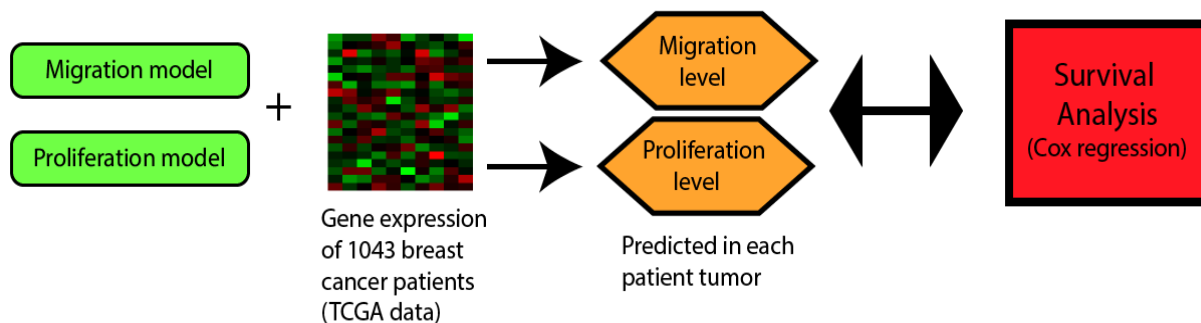 Migration model
Proliferation model
+
Gene expression
of 1043 breast
cancer patients
(TCGA data)
Migration
level
Proliferation
level
Predicted in each
patient tumor
Survival
Analysis
(Cox regression)